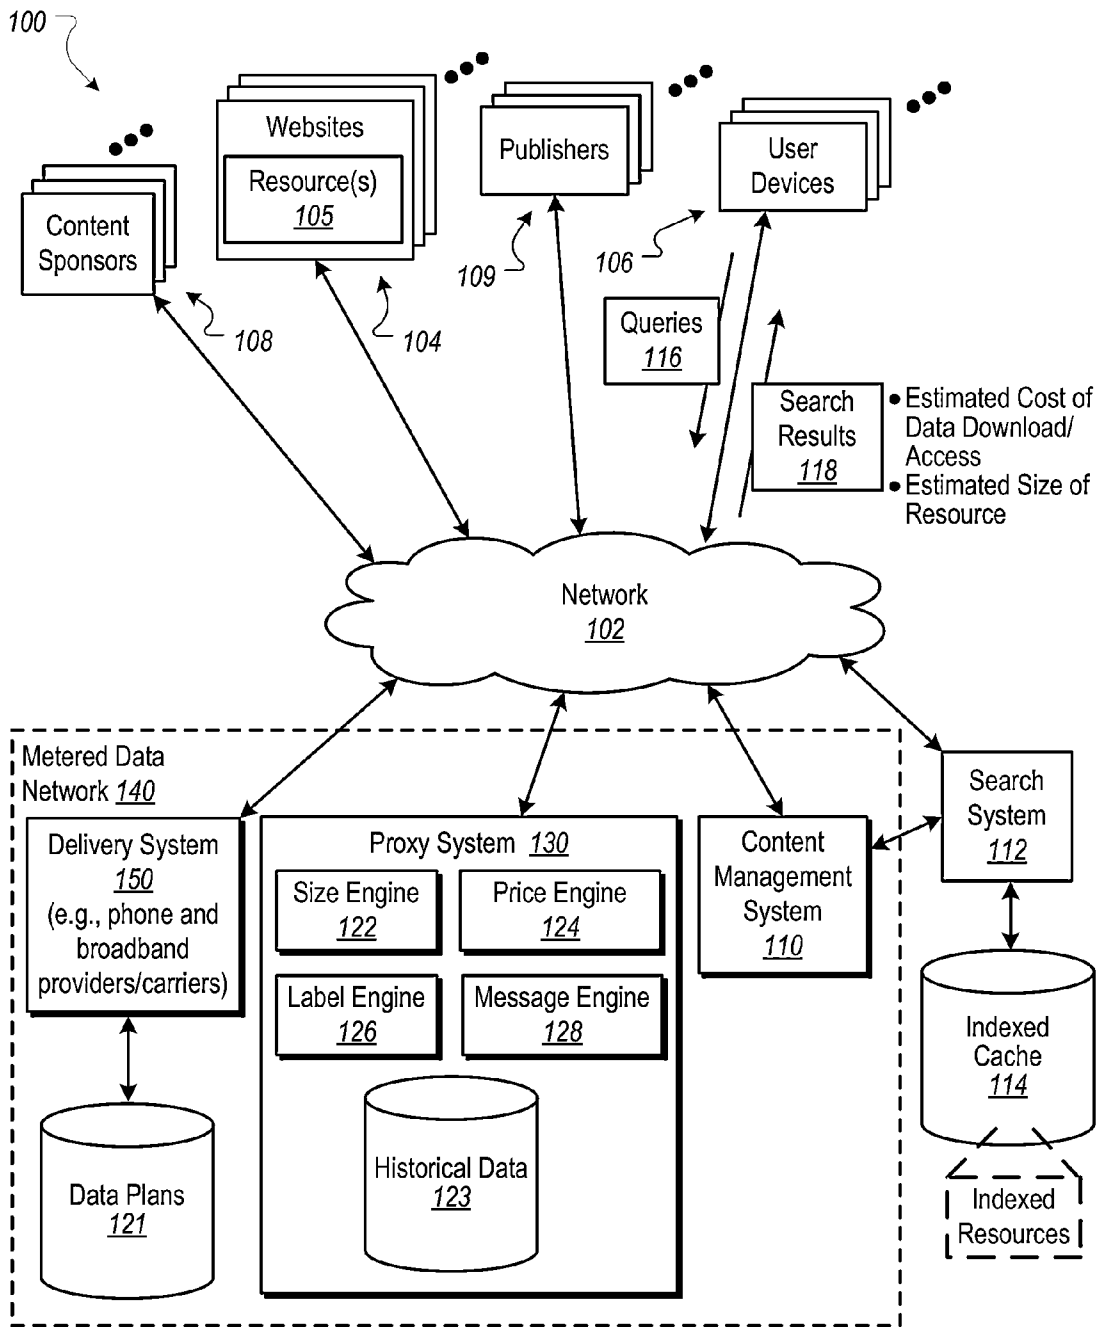 100
Content
Sponsors
108
Websites
Resource(s)
105
104
Publishers
109
User
Devices
106
Queries
116
Search
Results
118
• Estimated Cost of
Data Download/
Access
• Estimated Size of
Resource
Network
102
Metered Data
Network 140
Delivery System
150
(e.g., phone and
broadband
providers/carriers)
Data Plans
121
Proxy System 130
Size Engine
122
Price Engine
124
Label Engine
126
Message Engine
128
Historical Data
123
Content
Management
System
110
Search
System
112
Indexed
Cache
114
Indexed
Resources